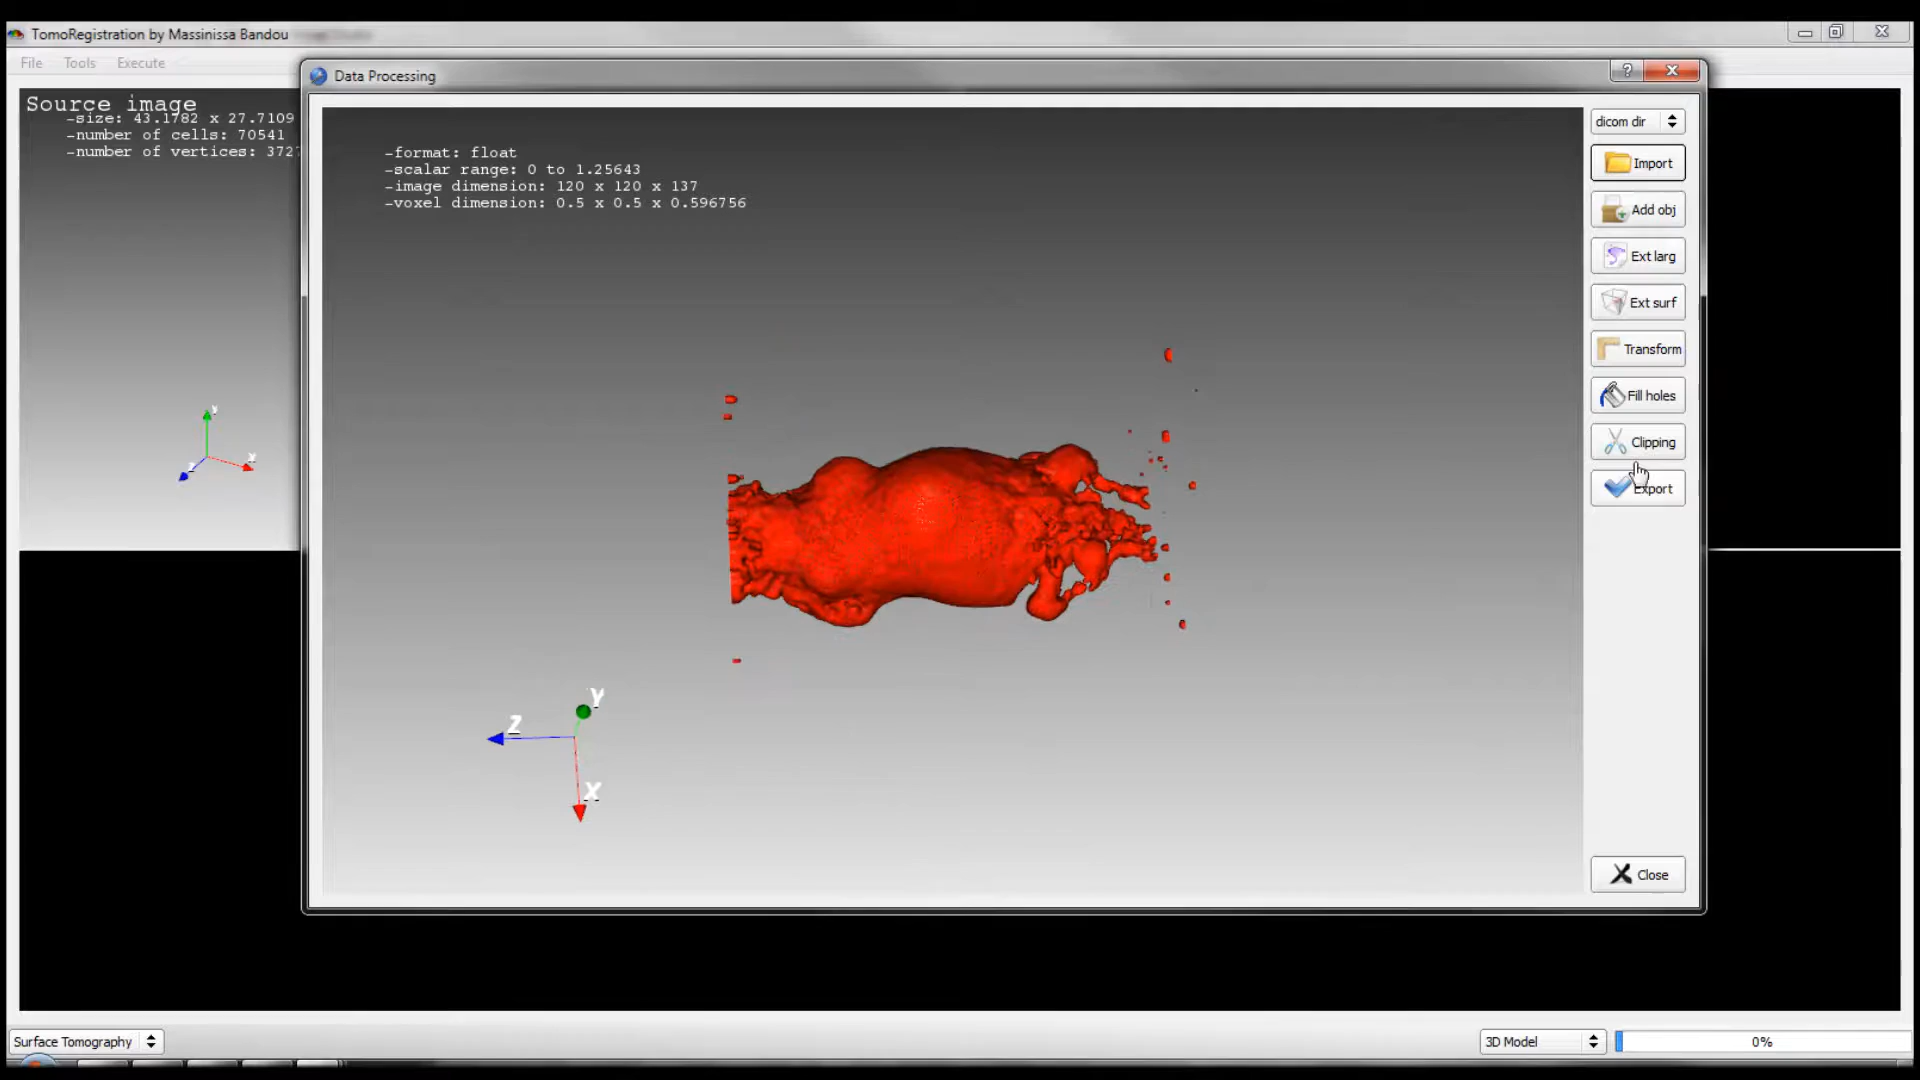 TomoRegistration by Massinissa Bandou
File Tools Execute
Data Processing
Source image
-size: 43.1782 x 27.7109
-number of cells: 70541
-number of vertices: 372
-format: float
-scalar range: 0 to 1.25643
-image dimension: 120 x 120 x 137
-voxel dimension: 0.5 x 0.5 x 0.596756
dicom dir
Import
Add obj
Ext larg
Ext surf
Transform
Fill holes
Clipping
Export
Y
X
Z
Y
Z
X
Close
Surface Tomography
3D Model
0%